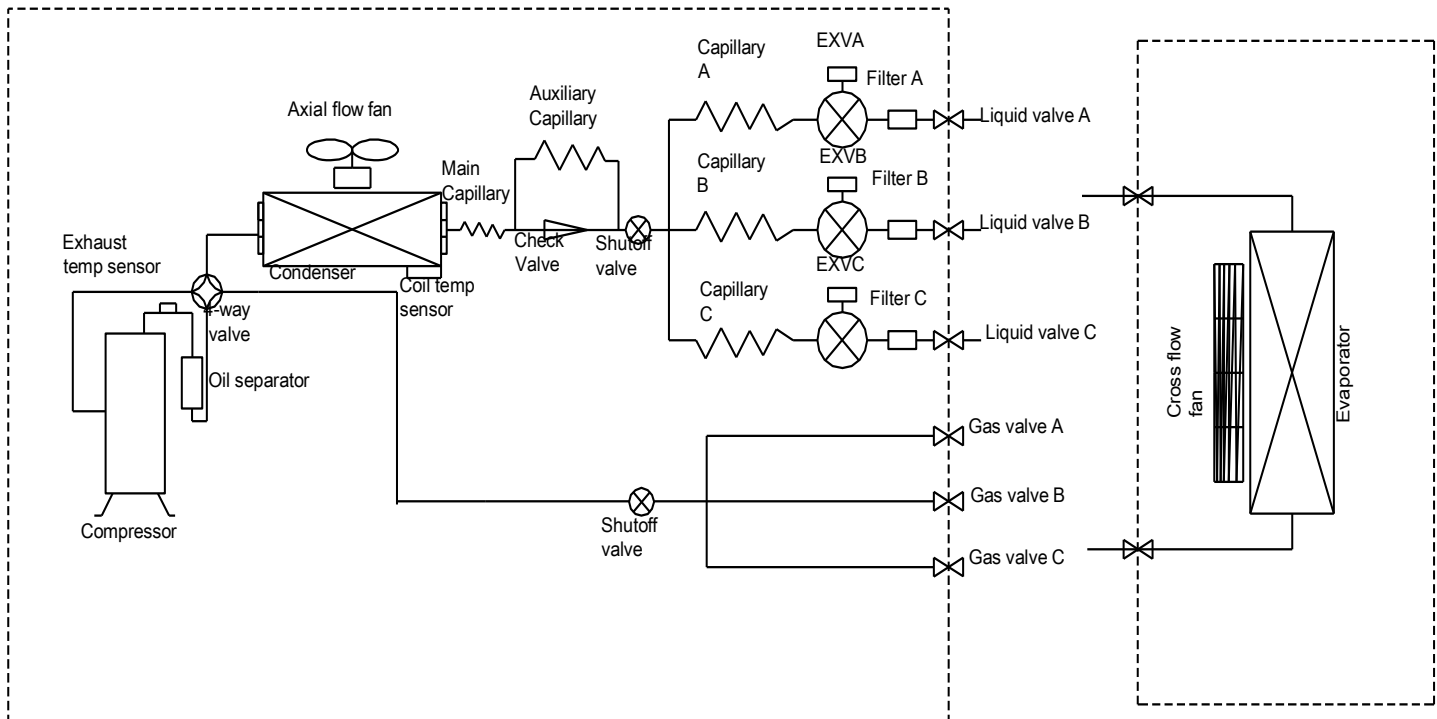 EXVA
Capillary
A
Filter A
Axial flow fan
Auxiliary
Capillary
Liquid valve A
EXVB
Main
Capillary
Capillary
B
Filter B
Liquid valve B
Exhaust
temp sensor
Check
Valve
Shutoff
valve
EXVC
Condenser
Coil temp
sensor
Capillary
C
Filter C
4-way
valve
Liquid valve C
Oil separator
Cross flow
fan
Evaporator
Gas valve A
Gas valve B
Compressor
Shutoff
valve
Gas valve C